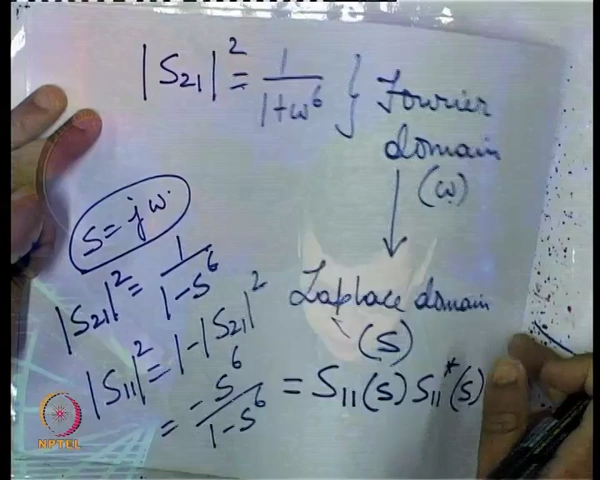 |S₂₁|² = 1/(1+ω⁶) } Fourier
domain
(ω)
s = jω.
|S₂₁|² = 1/(1-s⁶)
Laplace domain
(s)
|S₁₁|² = 1-|S₂₁|²
= -s⁶/(1-s⁶) = S₁₁(s) S₁₁*(s)
NPTEL